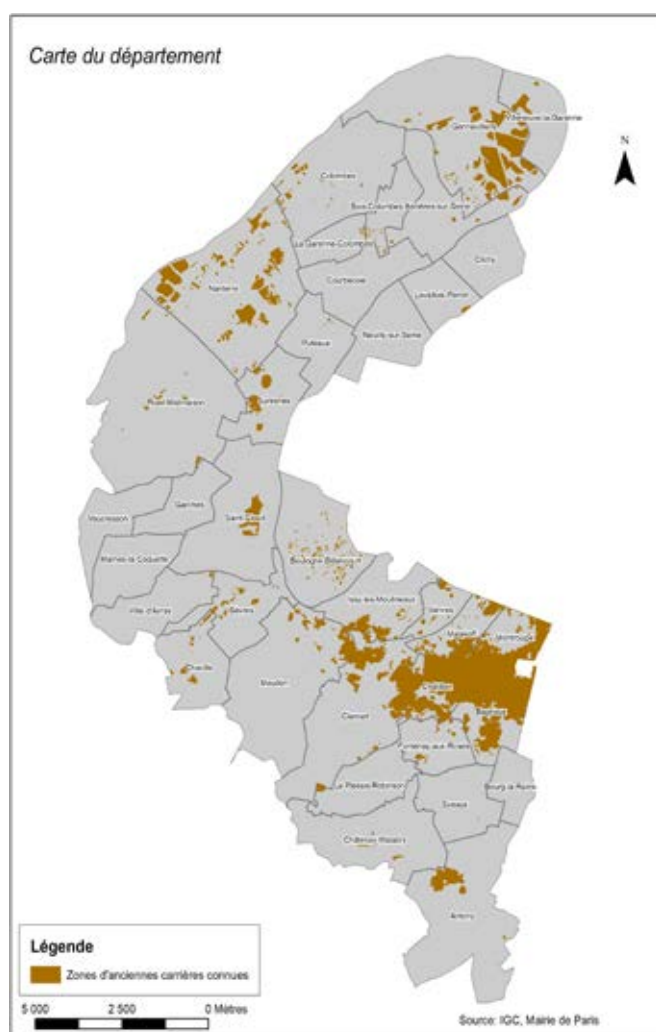 Carte du département
Villeneuve-la-Garenne
Gennevilliers
N
Colombes
Bois-Colombes
Asnières-sur-Seine
La Garenne-Colombes
Clichy
Courbevoie
Nanterre
Levallois-Perret
Neuilly-sur-Seine
Puteaux
Rueil-Malmaison
Suresnes
Garches
Vaucresson
Saint-Cloud
Boulogne-Billancourt
Marnes-la-Coquette
Issy-les-Moulineaux
Ville d'Avray
Sèvres
Vanves
Malakoff
Montrouge
Chaville
Meudon
Châtillon
Clamart
Bagneux
Fontenay-aux-Roses
Le Plessis-Robinson
Bourg-la-Reine
Sceaux
Châtenay-Malabry
Antony
Légende
Zones d'anciennes carrières connues
5 000 2 500 0 Mètres
Source: IGC, Mairie de Paris